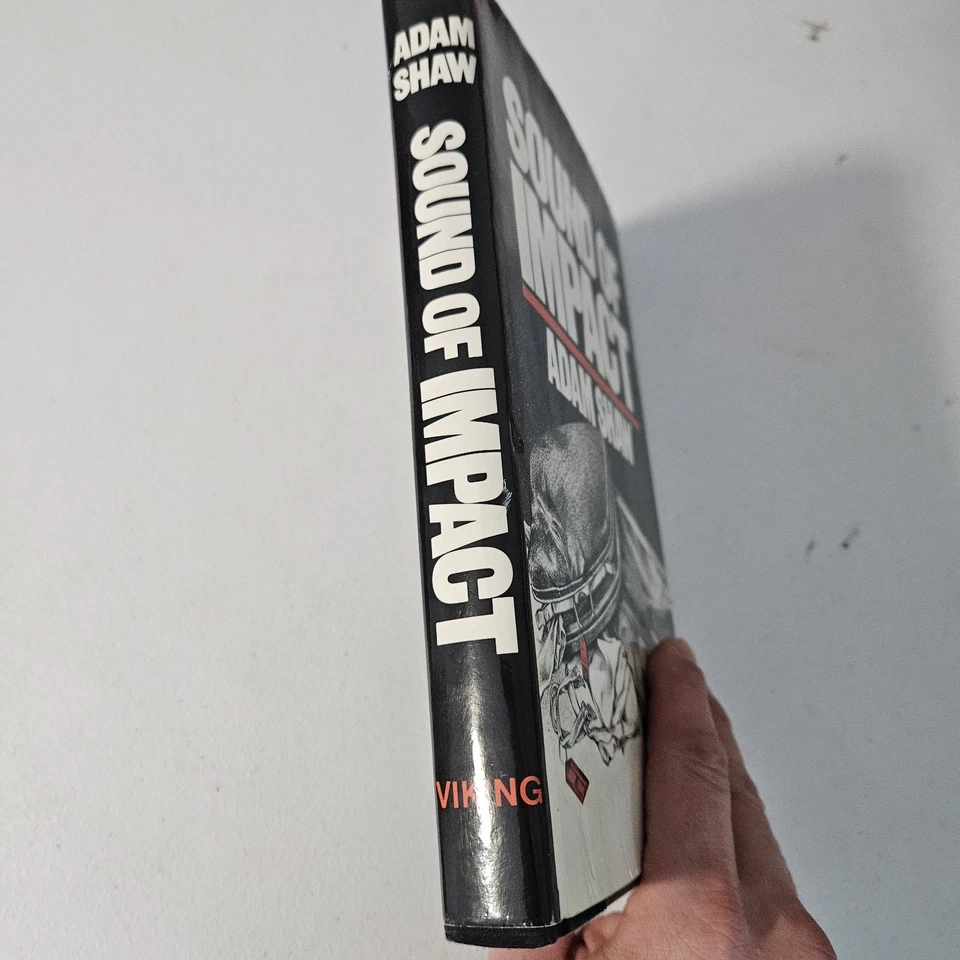 ADAM
SHAW
SOUND OF IMPACT
VIKING
SOUND OF
IMPACT
ADAM SHAW